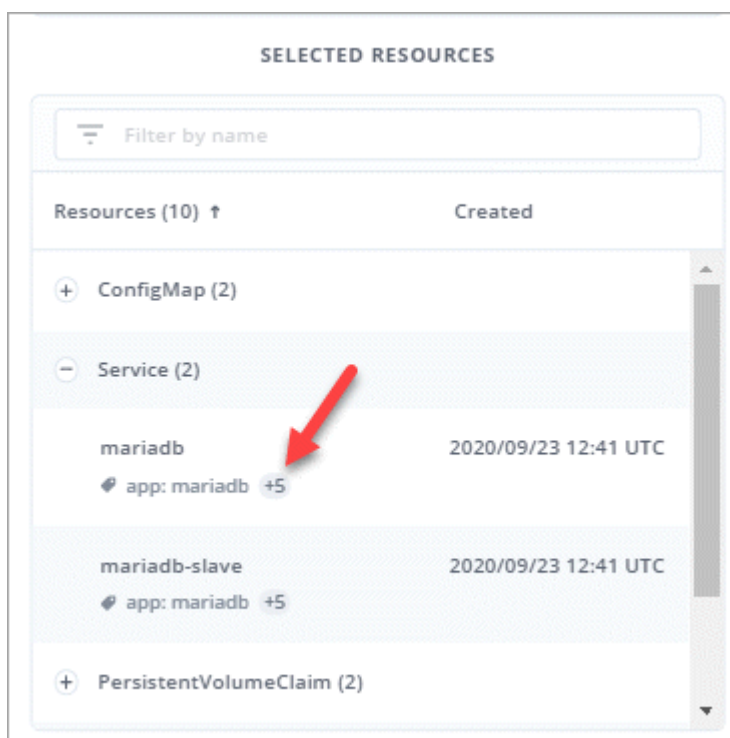 SELECTED RESOURCES
Filter by name
Resources (10) ↑ Created
ConfigMap (2)
Service (2)
mariadb 2020/09/23 12:41 UTC
app: mariadb +5
mariadb-slave 2020/09/23 12:41 UTC
app: mariadb +5
PersistentVolumeClaim (2)